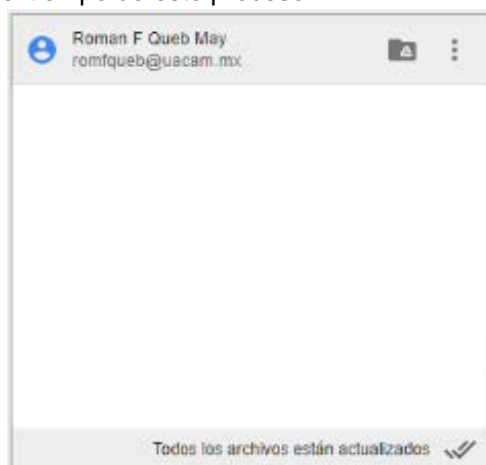 Roman F Queb May
romfqueb@uacam.mx
Todos los archivos están actualizados